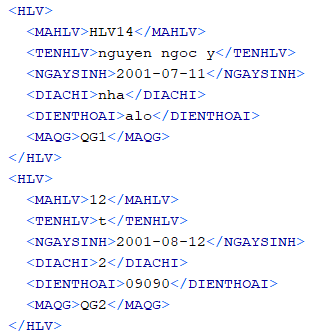 <HLV>
<MAHLV>HLV14</MAHLV>
<TENHLV>nguyen ngoc y</TENHLV>
<NGAYSINH>2001-07-11</NGAYSINH>
<DIACHI>nha</DIACHI>
<DIENTHOAI>alo</DIENTHOAI>
<MAQG>QG1</MAQG>
</HLV>
<HLV>
<MAHLV>12</MAHLV>
<TENHLV>t</TENHLV>
<NGAYSINH>2001-08-12</NGAYSINH>
<DIACHI>2</DIACHI>
<DIENTHOAI>09090</DIENTHOAI>
<MAQG>QG2</MAQG>
</HLV>